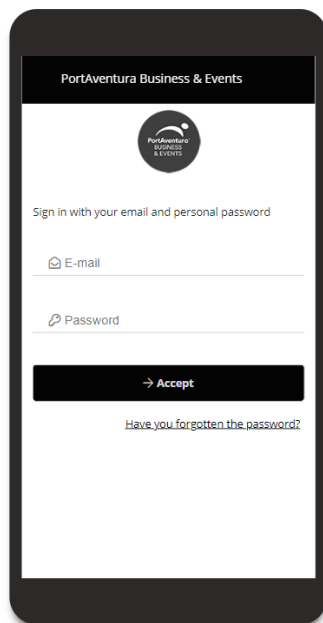 PortAventura Business & Events
PortAventura
BUSINESS
& EVENTS
Sign in with your email and personal password
E-mail
Password
Accept
Have you forgotten the password?